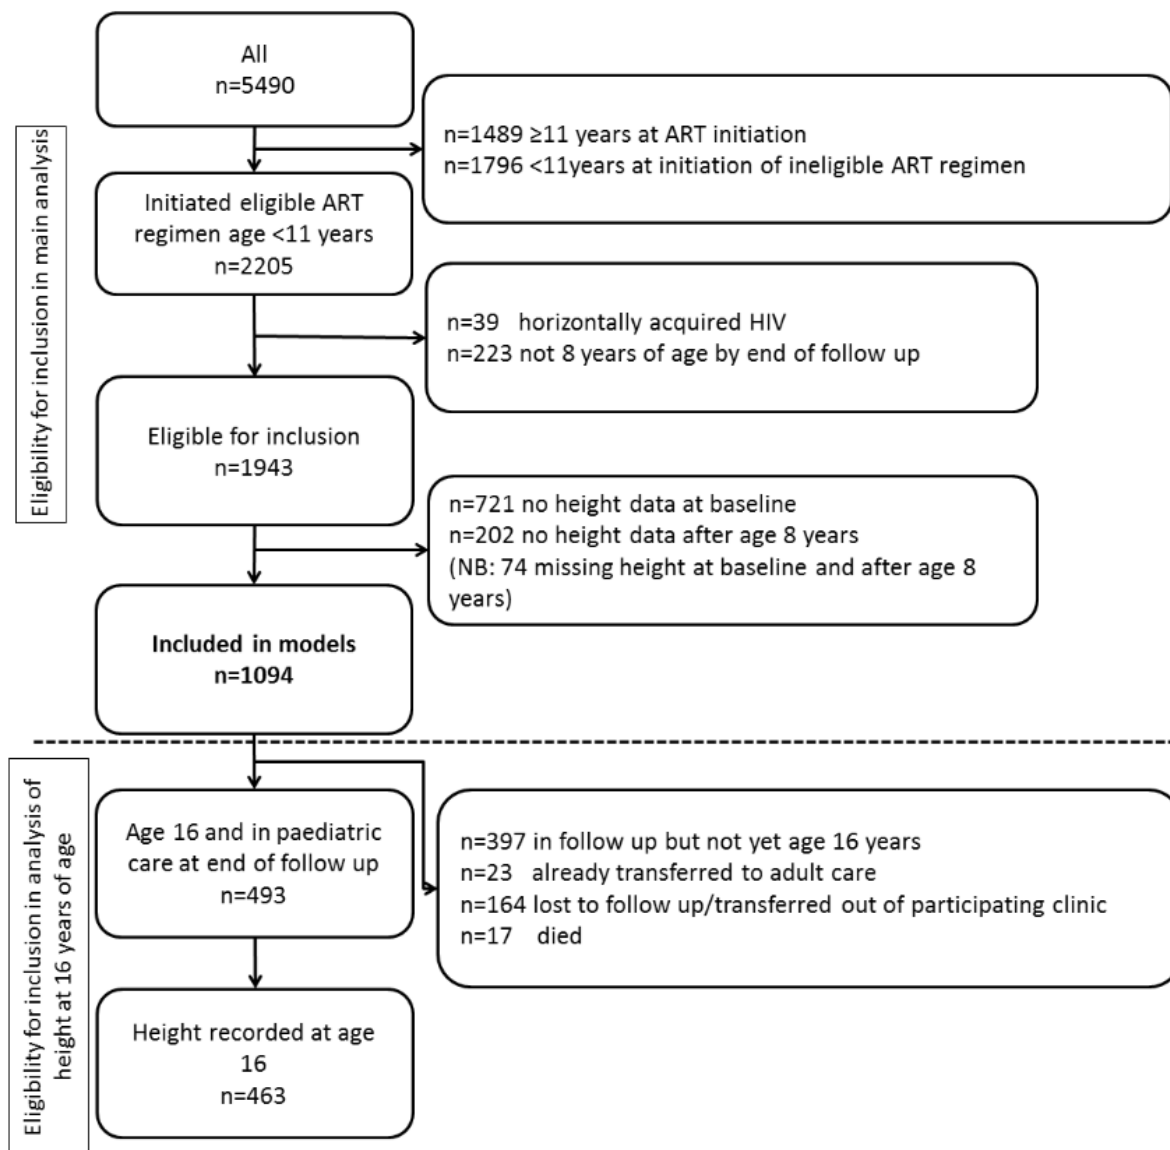 All
n=5490
n=1489 ≥11 years at ART initiation
n=1796 <11years at initiation of ineligible ART regimen
Initiated eligible ART
regimen age <11 years
n=2205
n=39 horizontally acquired HIV
n=223 not 8 years of age by end of follow up
Eligible for inclusion
n=1943
n=721 no height data at baseline
n=202 no height data after age 8 years
(NB: 74 missing height at baseline and after age 8
years)
Included in models
n=1094
Eligibility for inclusion in main analysis
Age 16 and in paediatric
care at end of follow up
n=493
n=397 in follow up but not yet age 16 years
n=23 already transferred to adult care
n=164 lost to follow up/transferred out of participating clinic
n=17 died
Height recorded at age
16
n=463
Eligibility for inclusion in analysis of
height at 16 years of age